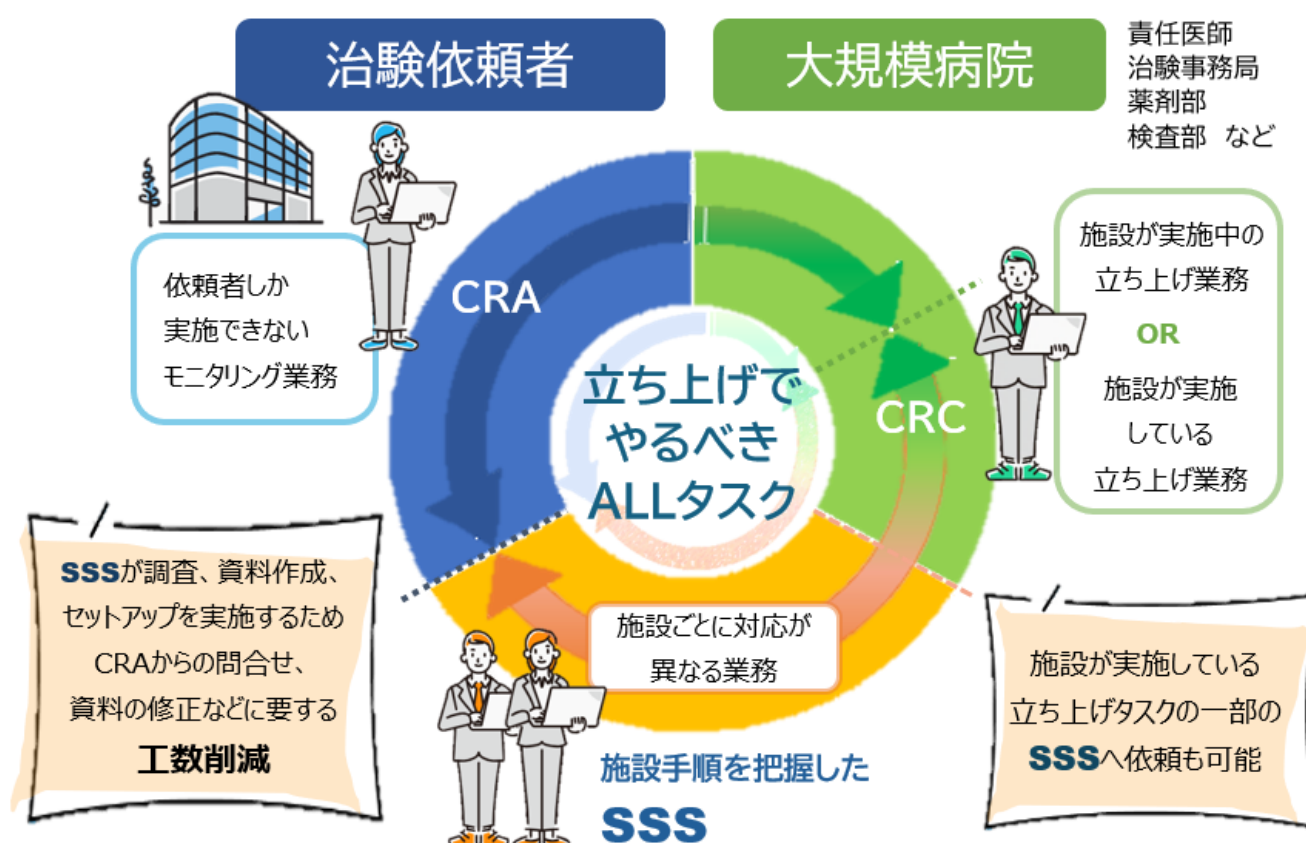 治験依頼者
大規模病院
責任医師
治験事務局
薬剤部
検査部 など
依頼者しか
実施できない
モニタリング業務
CRA
施設が実施中の
立ち上げ業務
OR
施設が実施
している
立ち上げ業務
CRC
立ち上げで
やるべき
ALLタスク
SSSが調査、資料作成、
セットアップを実施するため
CRAからの問合せ、
資料の修正などに要する
工数削減
施設ごとに対応が
異なる業務
施設が実施している
立ち上げタスクの一部の
SSSへ依頼も可能
施設手順を把握した
SSS